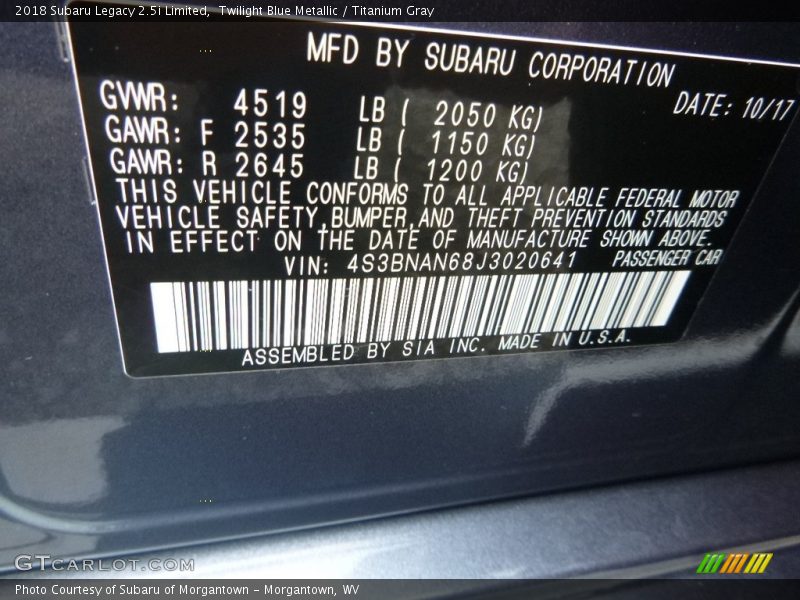 2018 Subaru Legacy 2.5i Limited, Twilight Blue Metallic / Titanium Gray
MFD BY SUBARU CORPORATION
GVWR: 4519 LB ( 2050 KG) DATE: 10/17
GAWR: F 2535 LB ( 1150 KG)
GAWR: R 2645 LB ( 1200 KG)
THIS VEHICLE CONFORMS TO ALL APPLICABLE FEDERAL MOTOR
VEHICLE SAFETY,BUMPER,AND THEFT PREVENTION STANDARDS
IN EFFECT ON THE DATE OF MANUFACTURE SHOWN ABOVE.
VIN: 4S3BNAN68J3020641 PASSENGER CAR
ASSEMBLED BY SIA INC. MADE IN U.S.A.
GTcarlot.com
Photo Courtesy of Subaru of Morgantown - Morgantown, WV